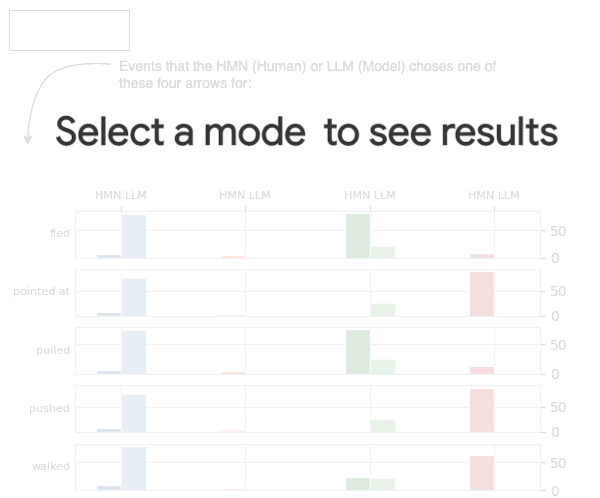 Events that the HMN (Human) or LLM (Model) choses one of
these four arrows for:
Select a mode to see results
HMN LLM HMN LLM HMN LLM HMN LLM
fled 50
0
pointed at 50
0
pulled 50
0
pushed 50
0
walked 50
0